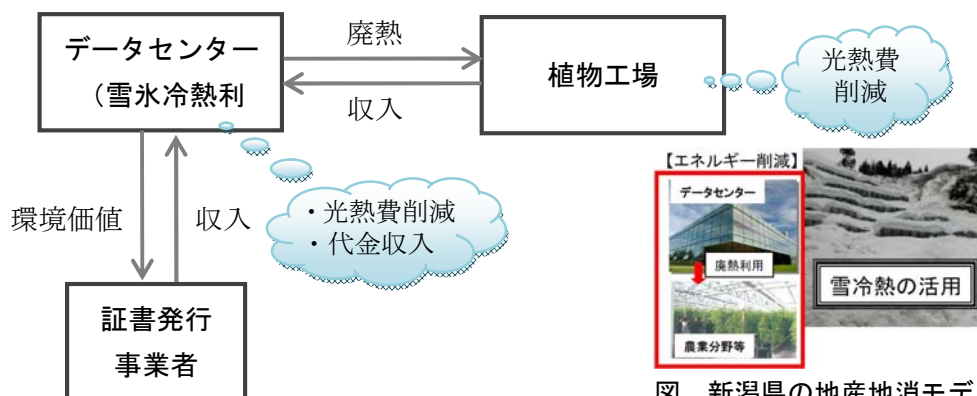 データセンター
（雪氷冷熱利
廃熱
収入
植物工場
光熱費
削減
環境価値
収入
・光熱費削減
・代金収入
証書発行
事業者
【エネルギー削減】
データセンター
廃熱利用
農業分野等
雪冷熱の活用
図　新潟県の地産地消モデ